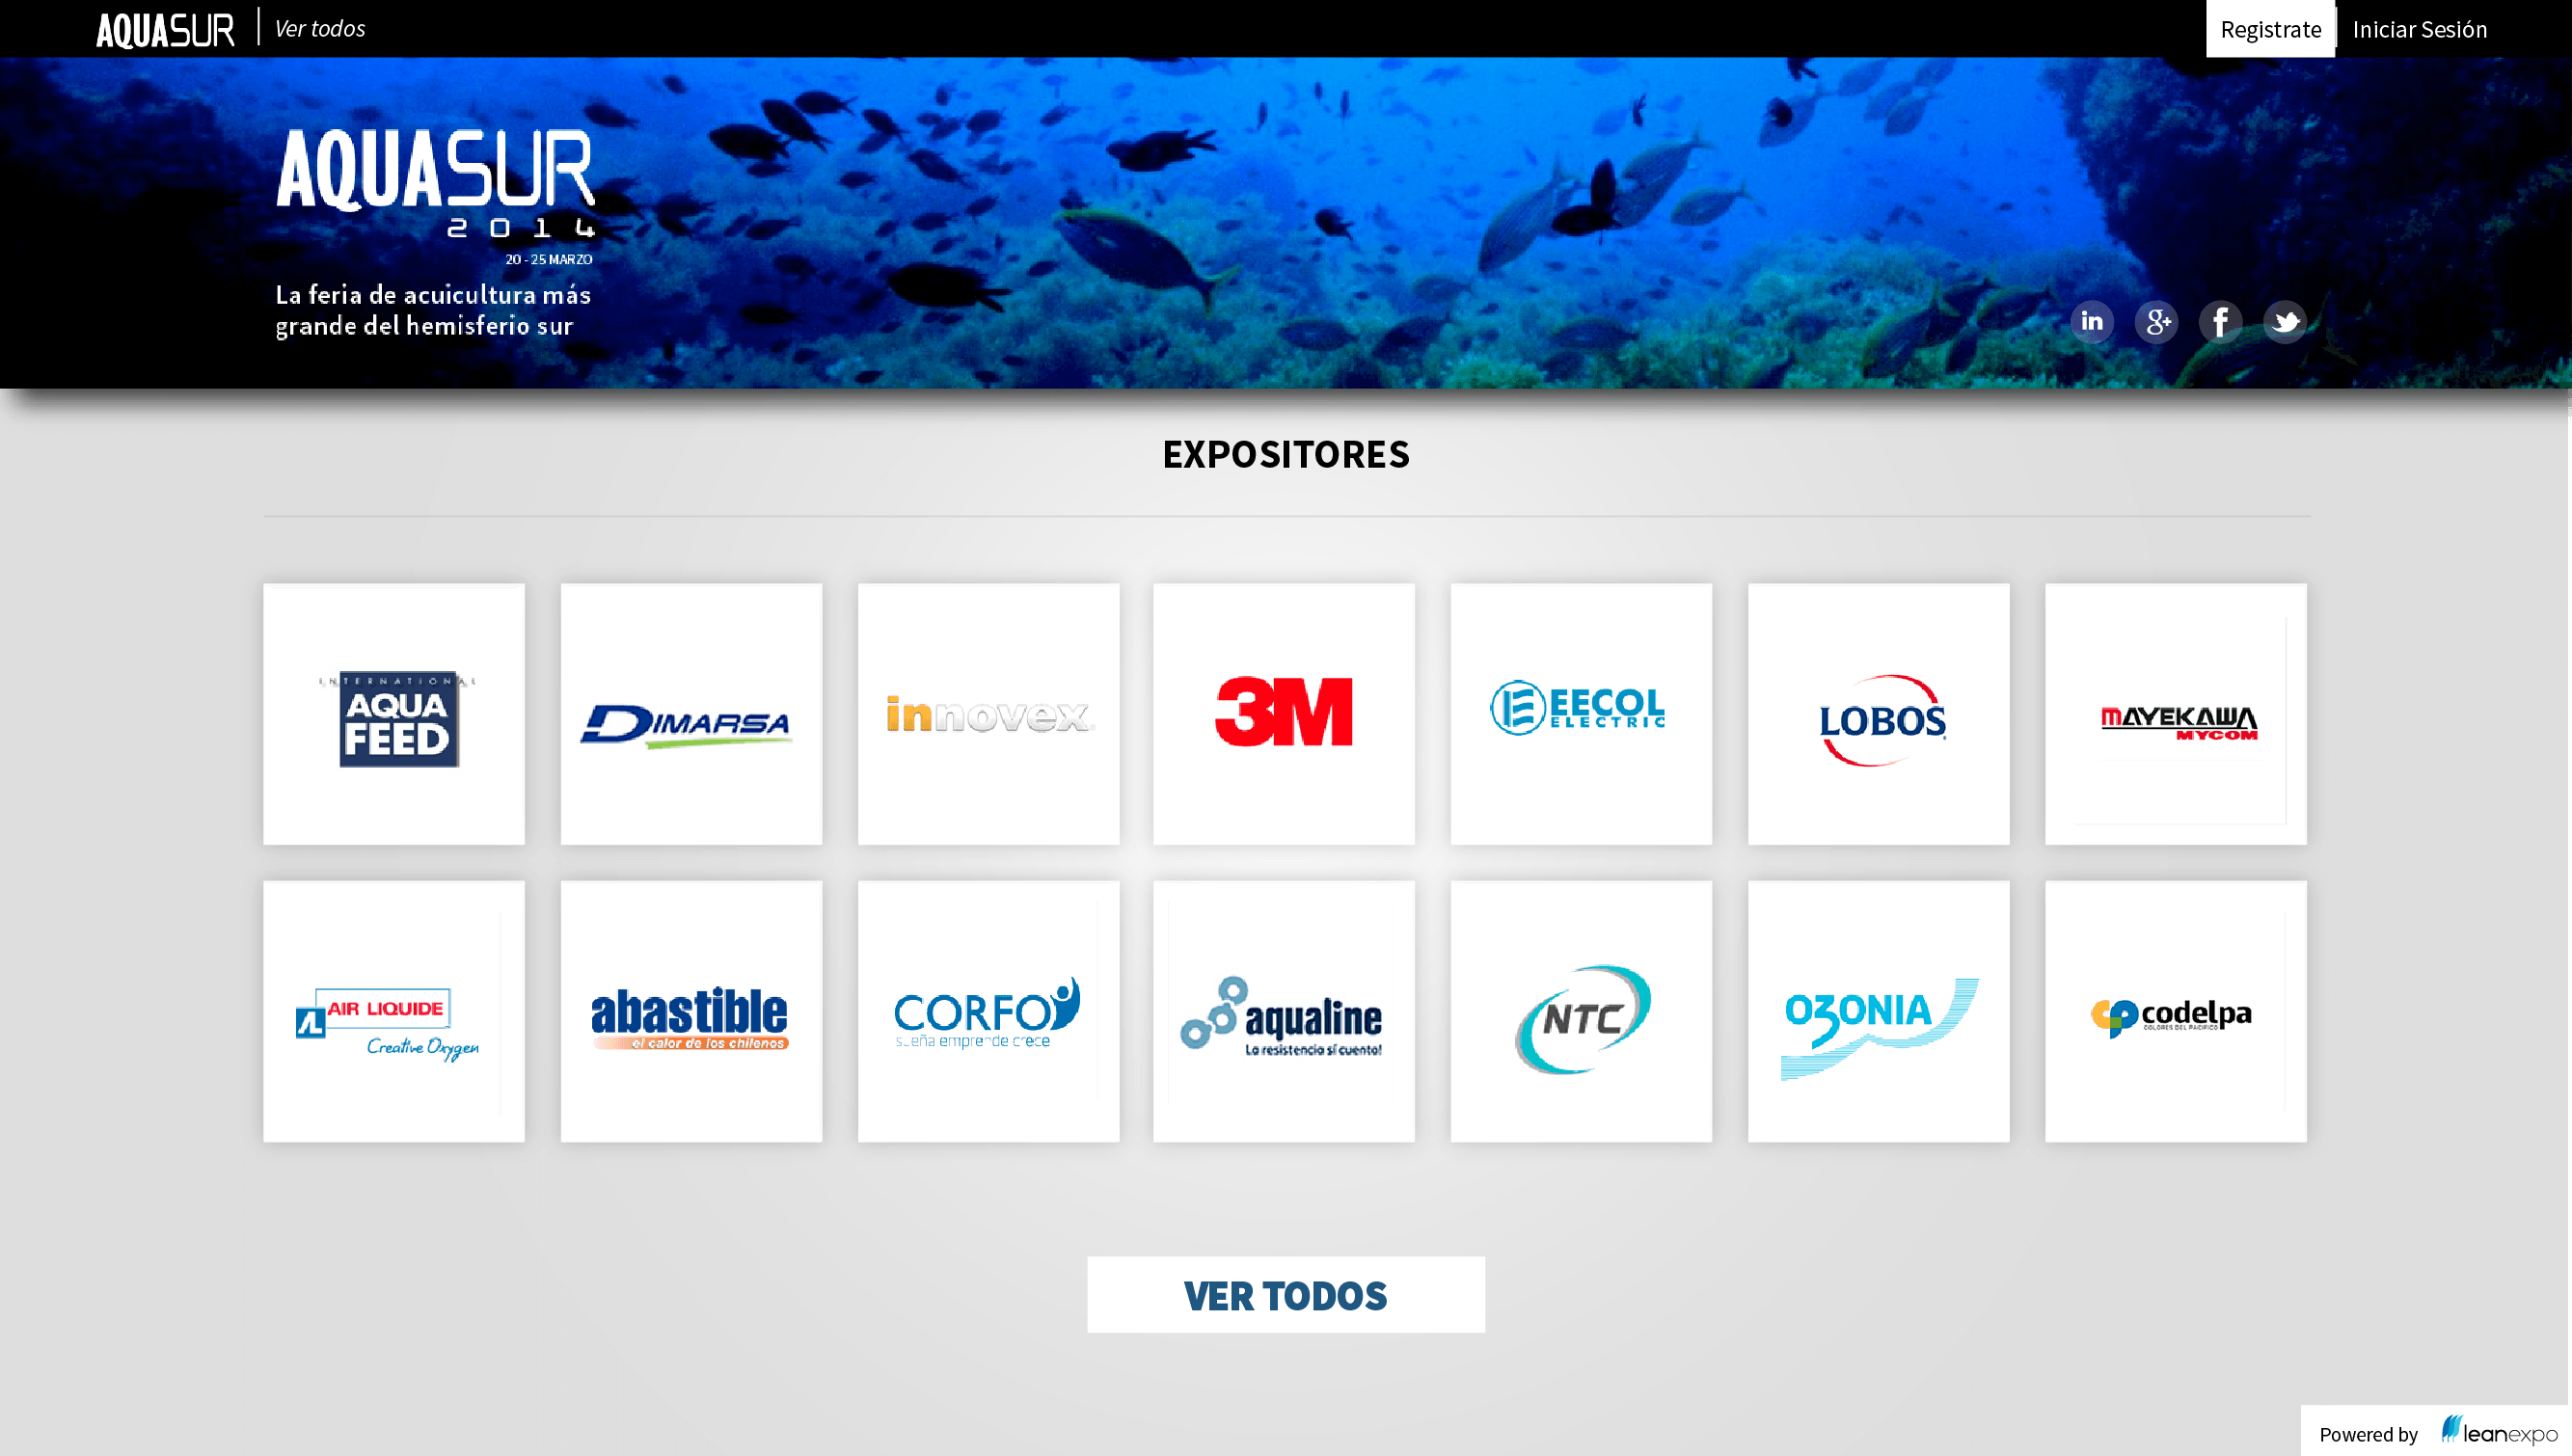 AQUASUR
Ver todos
Registrate
Iniciar Sesión
AQUASUR
2014
20 - 25 MARZO
La feria de acuicultura más
grande del hemisferio sur
in g+ f
EXPOSITORES
INTERNATIONAL
AQUA
FEED
DIMARSA
innovex
3M
EECOL
ELECTRIC
LOBOS
MAYEKAWA
MYCOM
AIR LIQUIDE
Creative Oxygen
abastible
el calor de los chilenos
CORFO
sueña emprende crece
aqualine
La resistencia sí cuenta!
NTC
O3ONIA
codelpa
COLORES DEL PACIFICO
VER TODOS
Powered by leanexpo